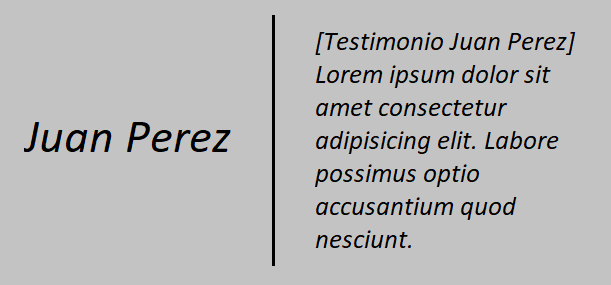 Juan Perez
[Testimonio Juan Perez]
Lorem ipsum dolor sit
amet consectetur
adipisicing elit. Labore
possimus optio
accusantium quod
nesciunt.